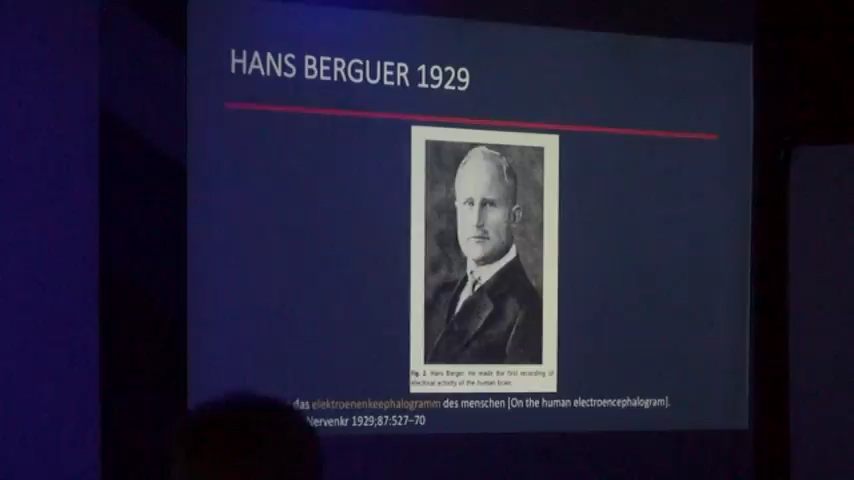 HANS BERGUER 1929
Fig. 2. Hans Berger. He made the first recording of
electrical activity of the human brain.
das elektroenenkeephalogramm des menschen [On the human electroencephalogram].
Nervenkr 1929;87:527–70